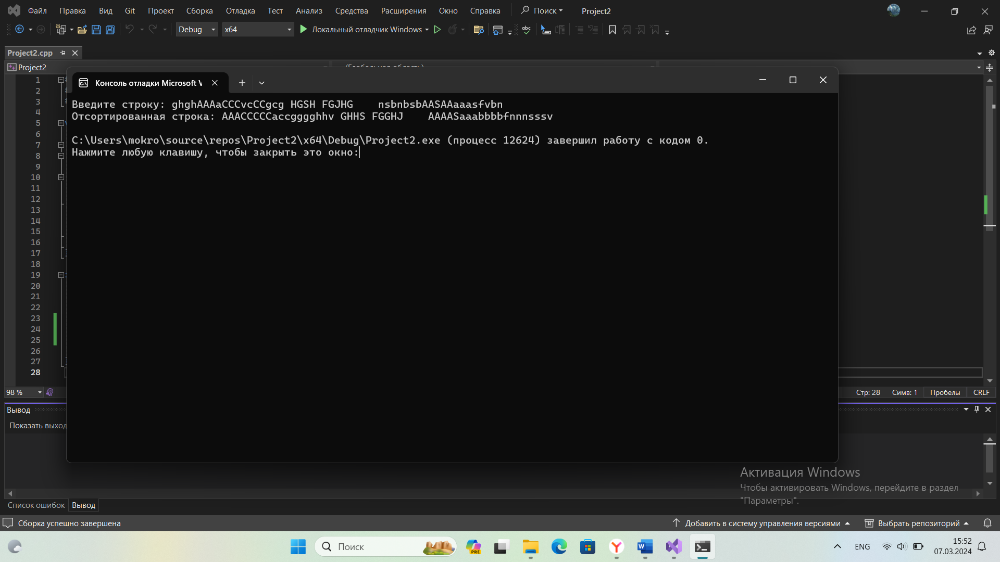 Файл Правка Вид Git Проект Сборка Отладка Тест Анализ Средства Расширения Окно Справка Поиск Project2
Debug x64 Локальный отладчик Windows abc
Project2.cpp
Project2 (Глобальная область)
Консоль отладки Microsoft V
Введите строку: ghghAAAaCCCvcCCgcg HGSH FGJHG    nsbnbsbAASAAaaasfvbn
Отсортированная строка: AAACCCCCaccggggghhv GHHS FGGHJ    AAAASaaabbbbfnnnsssv
C:\Users\mokro\source\repos\Project2\x64\Debug\Project2.exe (процесс 12624) завершил работу с кодом 0.
Нажмите любую клавишу, чтобы закрыть это окно:
1
2
3
4
5
6
7
8
9
10
11
12
13
14
15
16
17
18
19
20
21
22
23
24
25
26
27
28
98 % Стр: 28 Симв: 1 Пробелы CRLF
Вывод
Показать выход
Активация Windows
Чтобы активировать Windows, перейдите в раздел
"Параметры".
Список ошибок Вывод
Сборка успешно завершена Добавить в систему управления версиями Выбрать репозиторий
Поиск PRE ENG 15:52
07.03.2024